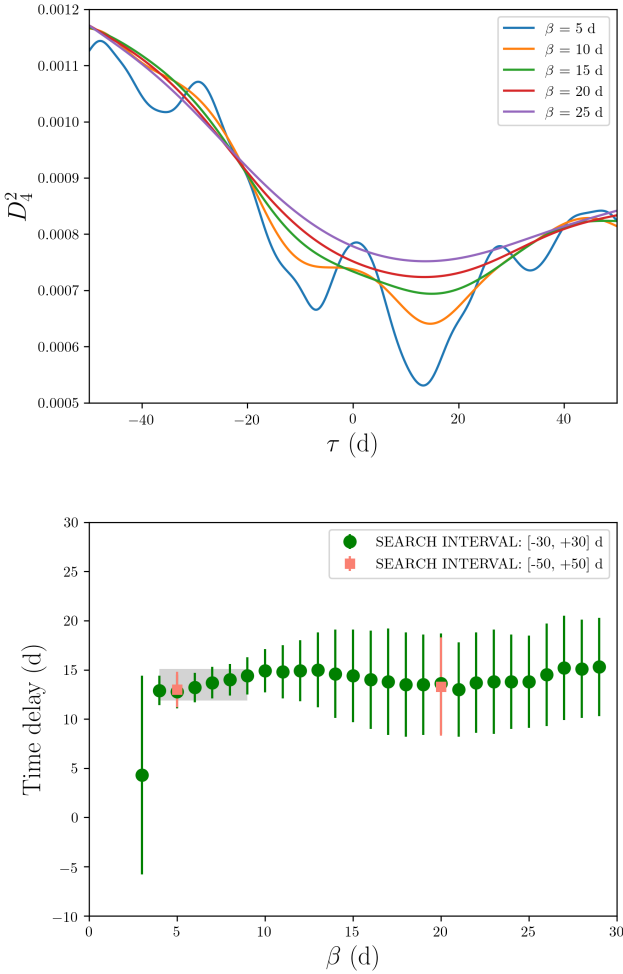 0.0012
0.0011
0.0010
0.0009
0.0008
0.0007
0.0006
0.0005
D₄²
β = 5 d
β = 10 d
β = 15 d
β = 20 d
β = 25 d
−40 −20 0 20 40
τ (d)
30
25
20
15
10
5
0
−5
−10
Time delay (d)
SEARCH INTERVAL: [-30, +30] d
SEARCH INTERVAL: [-50, +50] d
0 5 10 15 20 25 30
β (d)